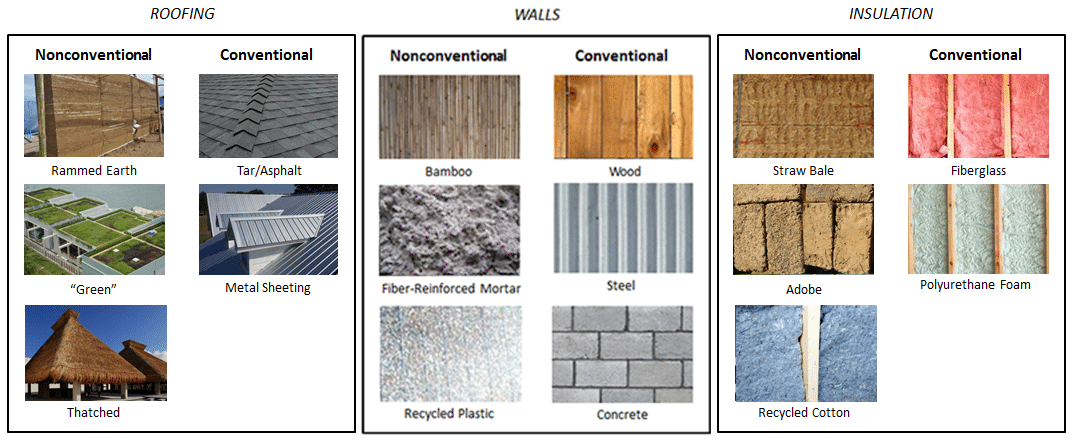 ROOFING
Nonconventional
Conventional
Rammed Earth
Tar/Asphalt
“Green”
Metal Sheeting
Thatched
WALLS
Nonconventional
Conventional
Bamboo
Wood
Fiber-Reinforced Mortar
Steel
Recycled Plastic
Concrete
INSULATION
Nonconventional
Conventional
Straw Bale
Fiberglass
Adobe
Polyurethane Foam
Recycled Cotton